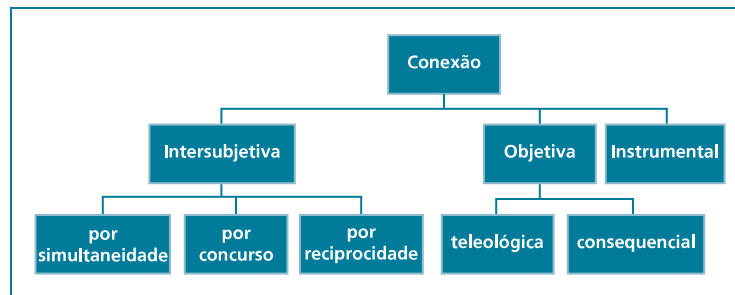 Conexão
Intersubjetiva
Objetiva
Instrumental
por
simultaneidade
por
concurso
por
reciprocidade
teleológica
consequencial